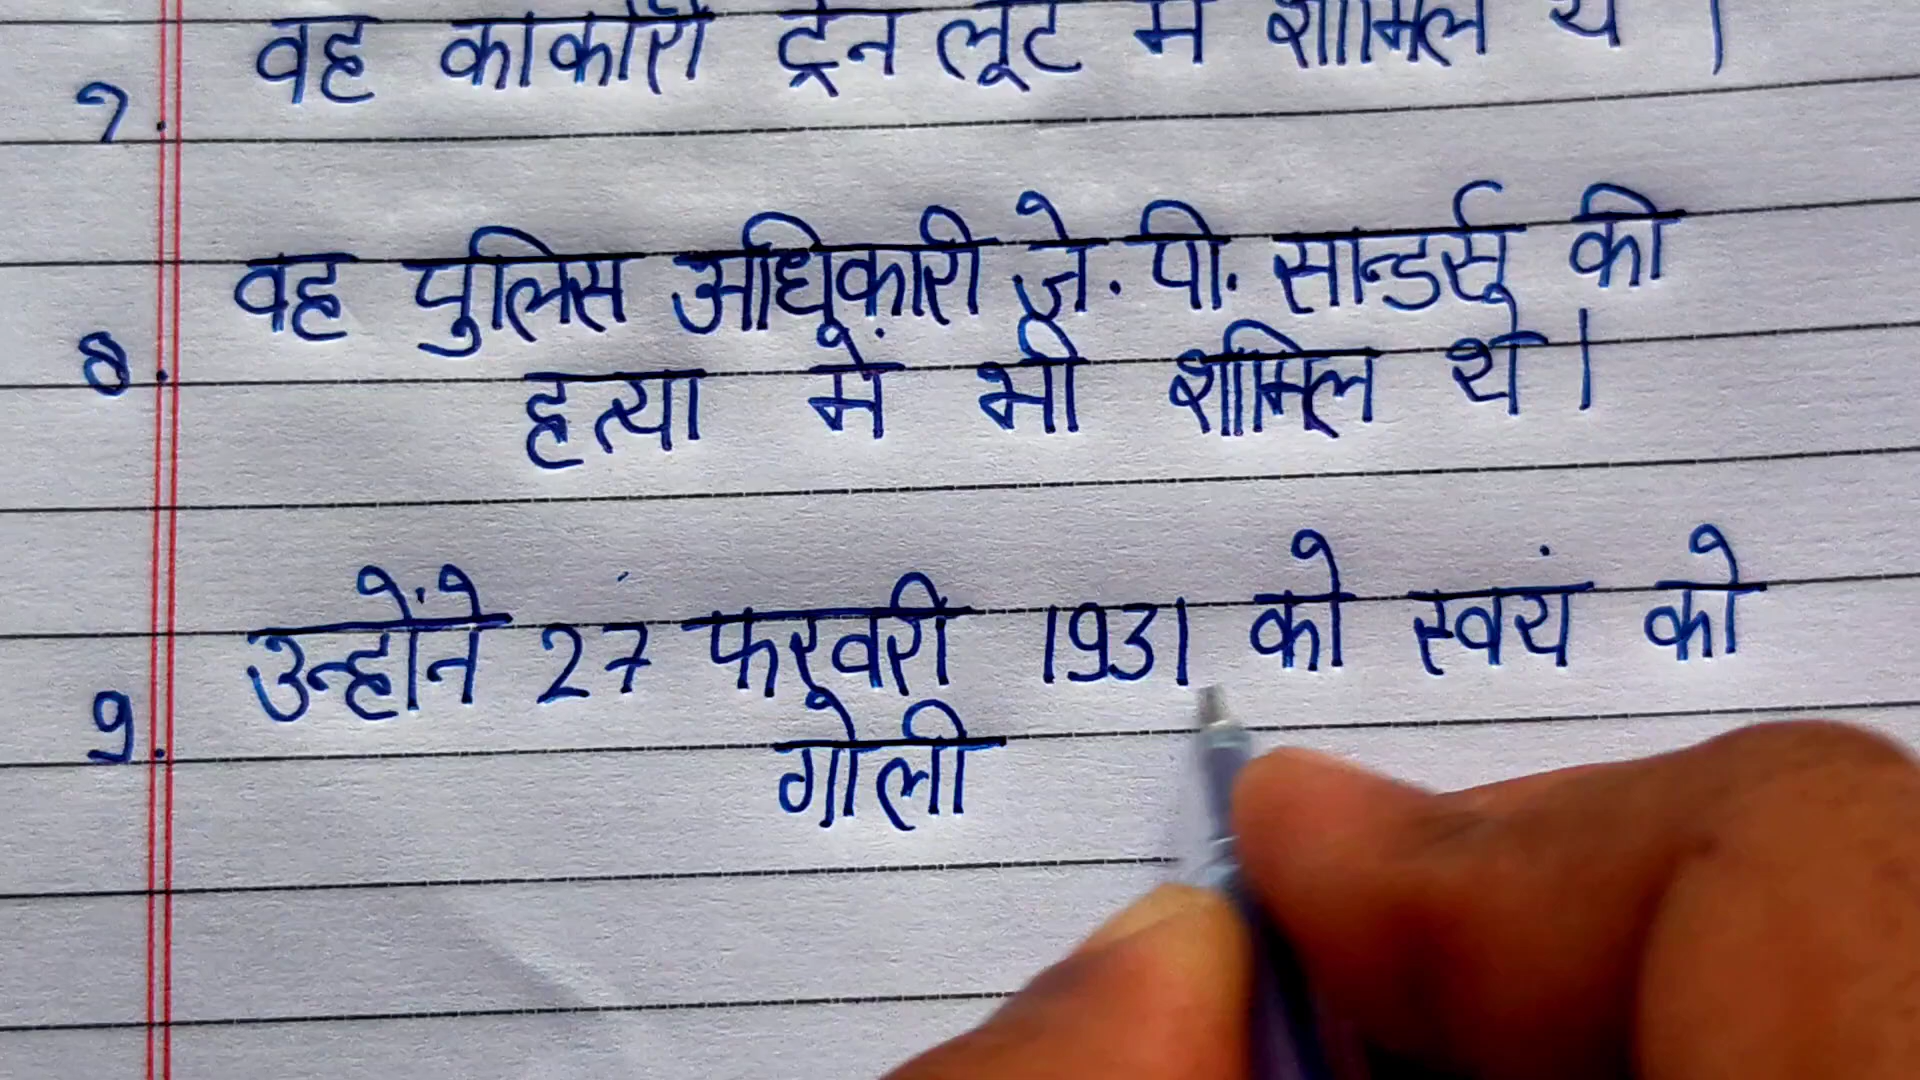 वह काकोरी ट्रेन लूट में शामिल थे |
7.
वह पुलिस अधिकारी जे. पी. सान्डर्स की
8.
हत्या में भी शामिल थे |
उन्होंने 27 फरवरी 1931 को स्वयं को
9.
गोली